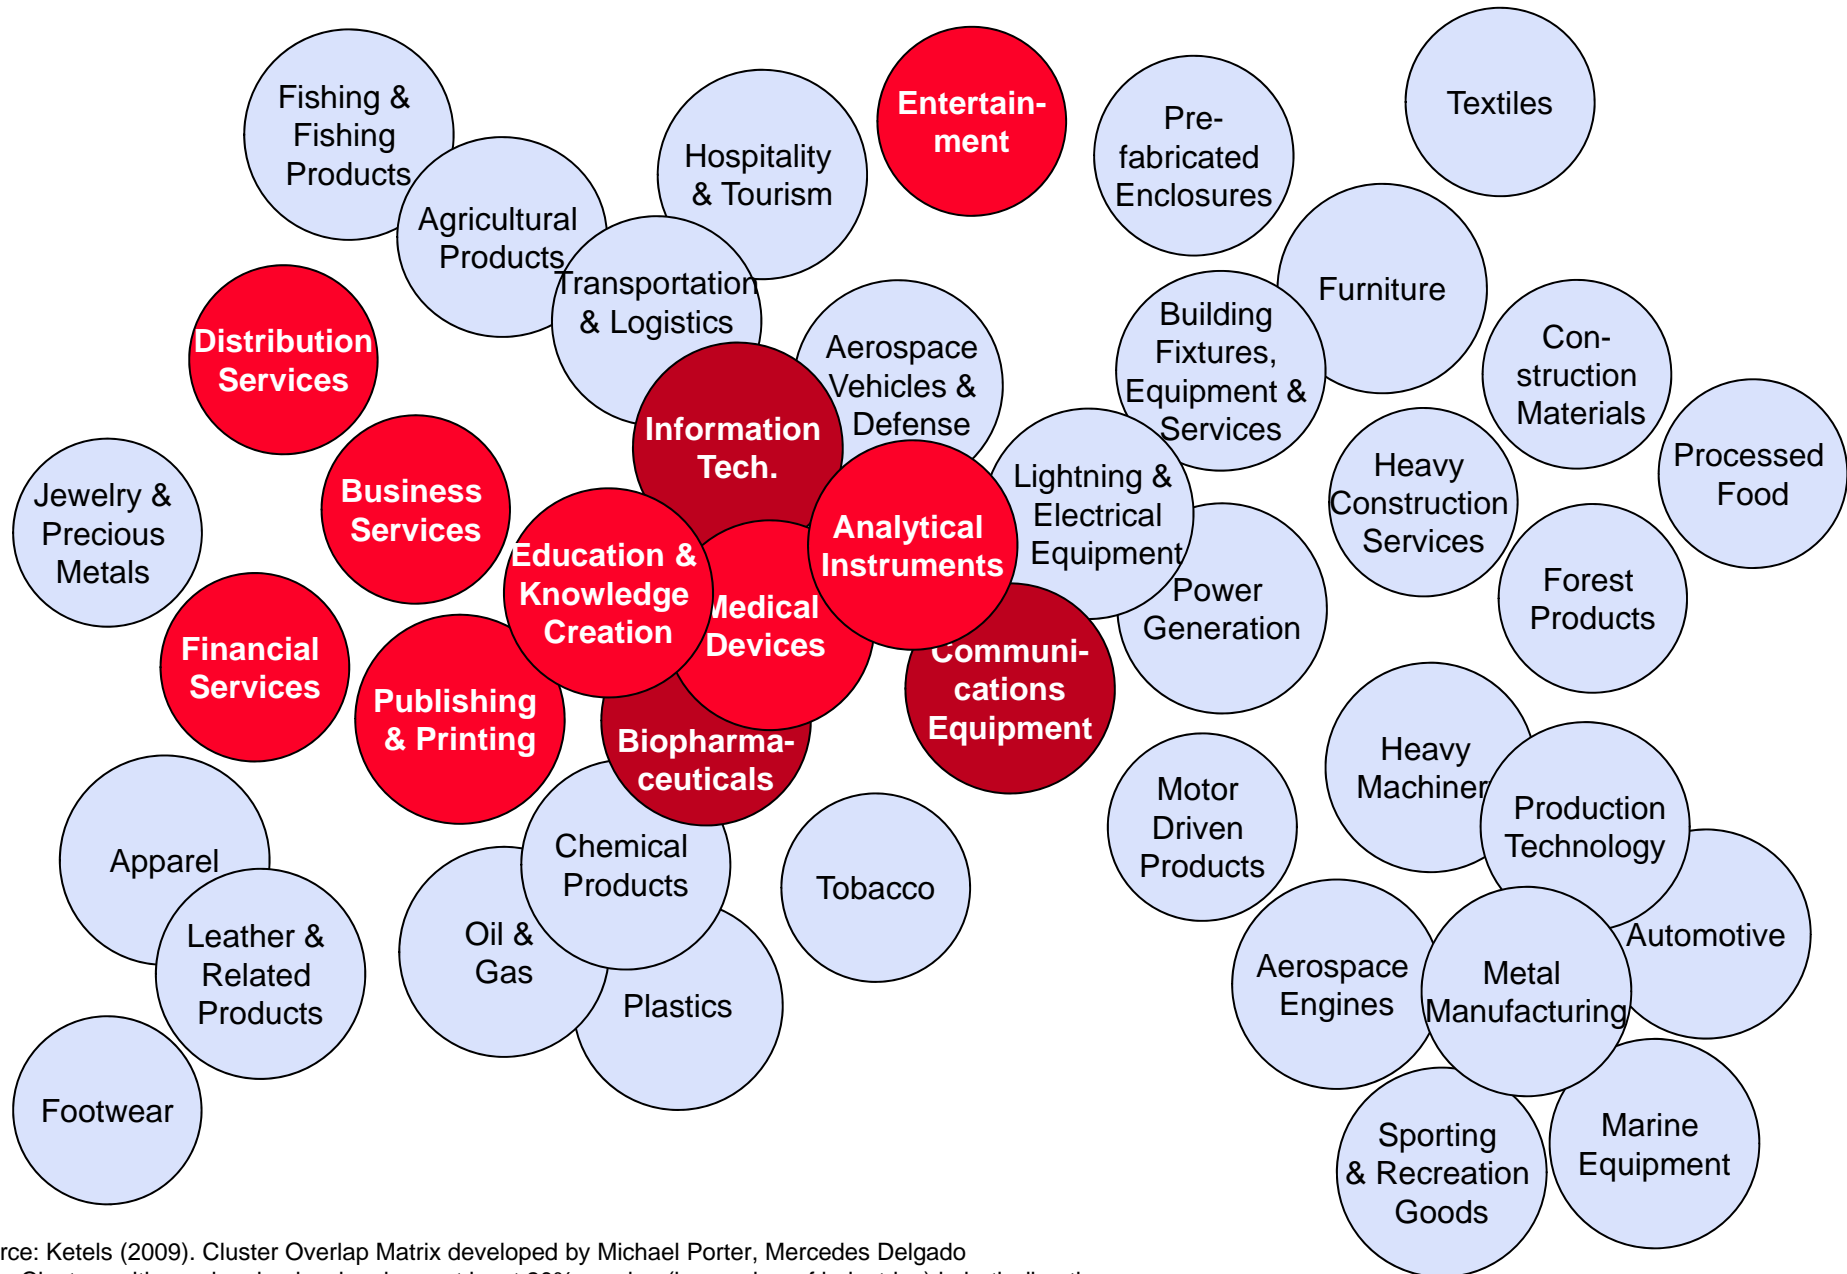 Fishing &
Fishing
Products
Agricultural
Products
Hospitality
& Tourism
Transportation
& Logistics
Entertain-
ment
Pre-
fabricated
Enclosures
Textiles
Furniture
Building
Fixtures,
Equipment &
Services
Con-
struction
Materials
Processed
Food
Heavy
Construction
Services
Forest
Products
Distribution
Services
Business
Services
Jewelry &
Precious
Metals
Financial
Services
Publishing
& Printing
Education &
Knowledge
Creation
Information
Tech.
Aerospace
Vehicles &
Defense
Analytical
Instruments
Medical
Devices
Lightning &
Electrical
Equipment
Power
Generation
Communi-
cations
Equipment
Biopharma-
ceuticals
Chemical
Products
Oil &
Gas
Plastics
Tobacco
Apparel
Leather &
Related
Products
Footwear
Motor
Driven
Products
Heavy
Machiner
Production
Technology
Automotive
Aerospace
Engines
Metal
Manufacturing
Sporting
& Recreation
Goods
Marine
Equipment
rce: Ketels (2009). Cluster Overlap Matrix developed by Michael Porter, Mercedes Delgado